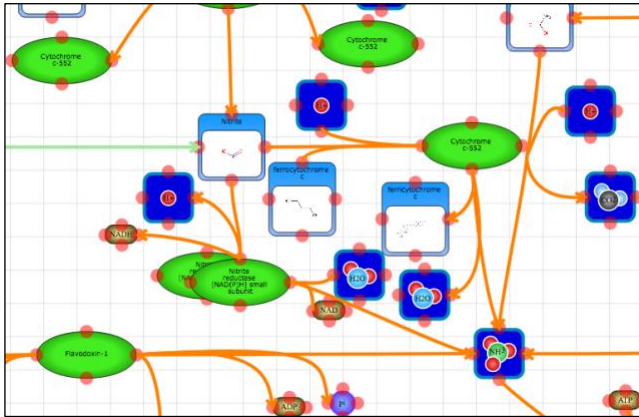 Cytochrome
c-552
Cytochrome
c-552
Nitrite
H+
H+
Cytochrome
c-552
ferrocytochrome
c
ferricytochrome
c
H+
NADH
Nitrite
reductase
[NAD(P)H] small
subunit
H2O
H2O
NAD
Flavodoxin-1
NH3
ADP
Pi
ATP